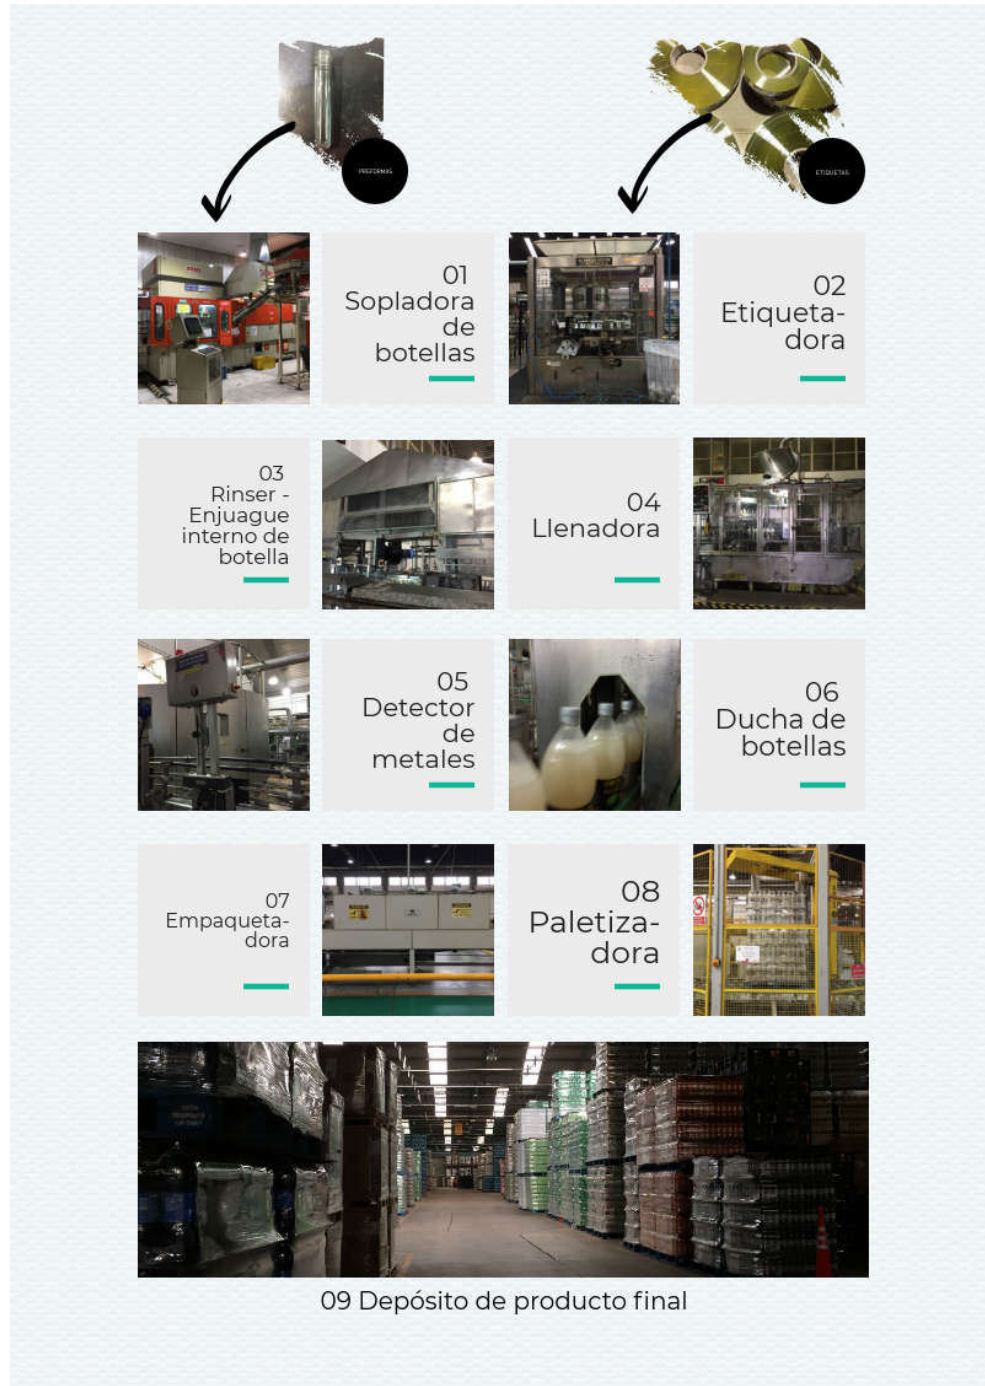 PREFORMAS
ETIQUETAS
01
Sopladora
de
botellas
02
Etiqueta-
dora
03
Rinser -
Enjuague
interno de
botella
04
Llenadora
05
Detector
de
metales
06
Ducha de
botellas
07
Empaqueta-
dora
08
Paletiza-
dora
09 Depósito de producto final